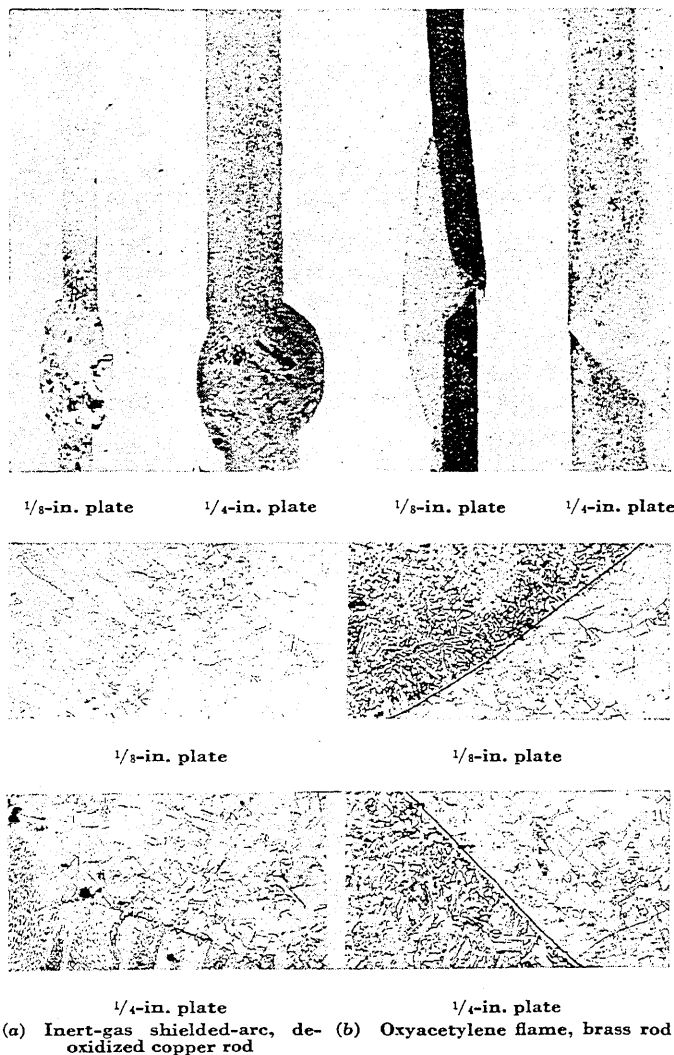 1/8-in. plate 1/4-in. plate 1/8-in. plate 1/4-in. plate
1/8-in. plate 1/8-in. plate
1/4-in. plate 1/4-in. plate
(a) Inert-gas shielded-arc, de- (b) Oxyacetylene flame, brass rod
oxidized copper rod